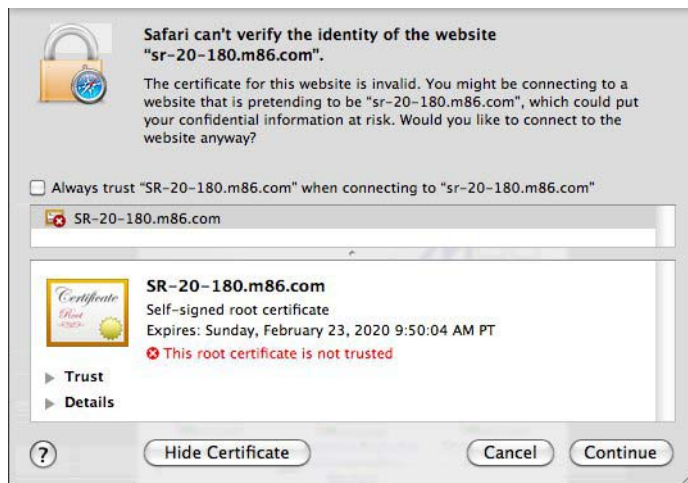 Safari can't verify the identity of the website
"sr-20-180.m86.com".
The certificate for this website is invalid. You might be connecting to a
website that is pretending to be "sr-20-180.m86.com", which could put
your confidential information at risk. Would you like to connect to the
website anyway?
Always trust "SR-20-180.m86.com" when connecting to "sr-20-180.m86.com"
SR-20-180.m86.com
Certificate
Root
SR-20-180.m86.com
Self-signed root certificate
Expires: Sunday, February 23, 2020 9:50:04 AM PT
This root certificate is not trusted
Trust
Details
? Hide Certificate Cancel Continue